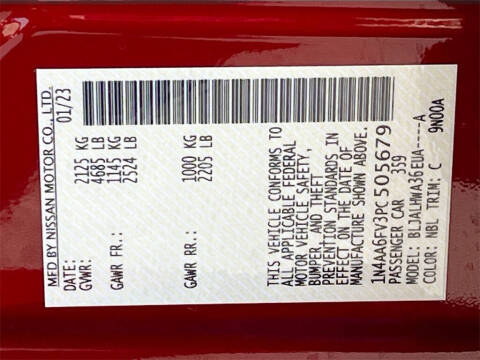 MFD BY NISSAN MOTOR CO., LTD.
DATE: 01/23
GVWR: 2125 KG
4685 LB
GAWR FR.: 1145 KG
2524 LB
GAWR RR.: 1000 KG
2205 LB
THIS VEHICLE CONFORMS TO
ALL APPLICABLE FEDERAL
MOTOR VEHICLE SAFETY,
BUMPER, AND THEFT
PREVENTION STANDARDS IN
EFFECT ON THE DATE OF
MANUFACTURE SHOWN ABOVE.
1N4AA6FV3PC505679
PASSENGER CAR 339
MODEL: BLJALHWA36EUA----A
COLOR: NBL TRIM: C 9N00A